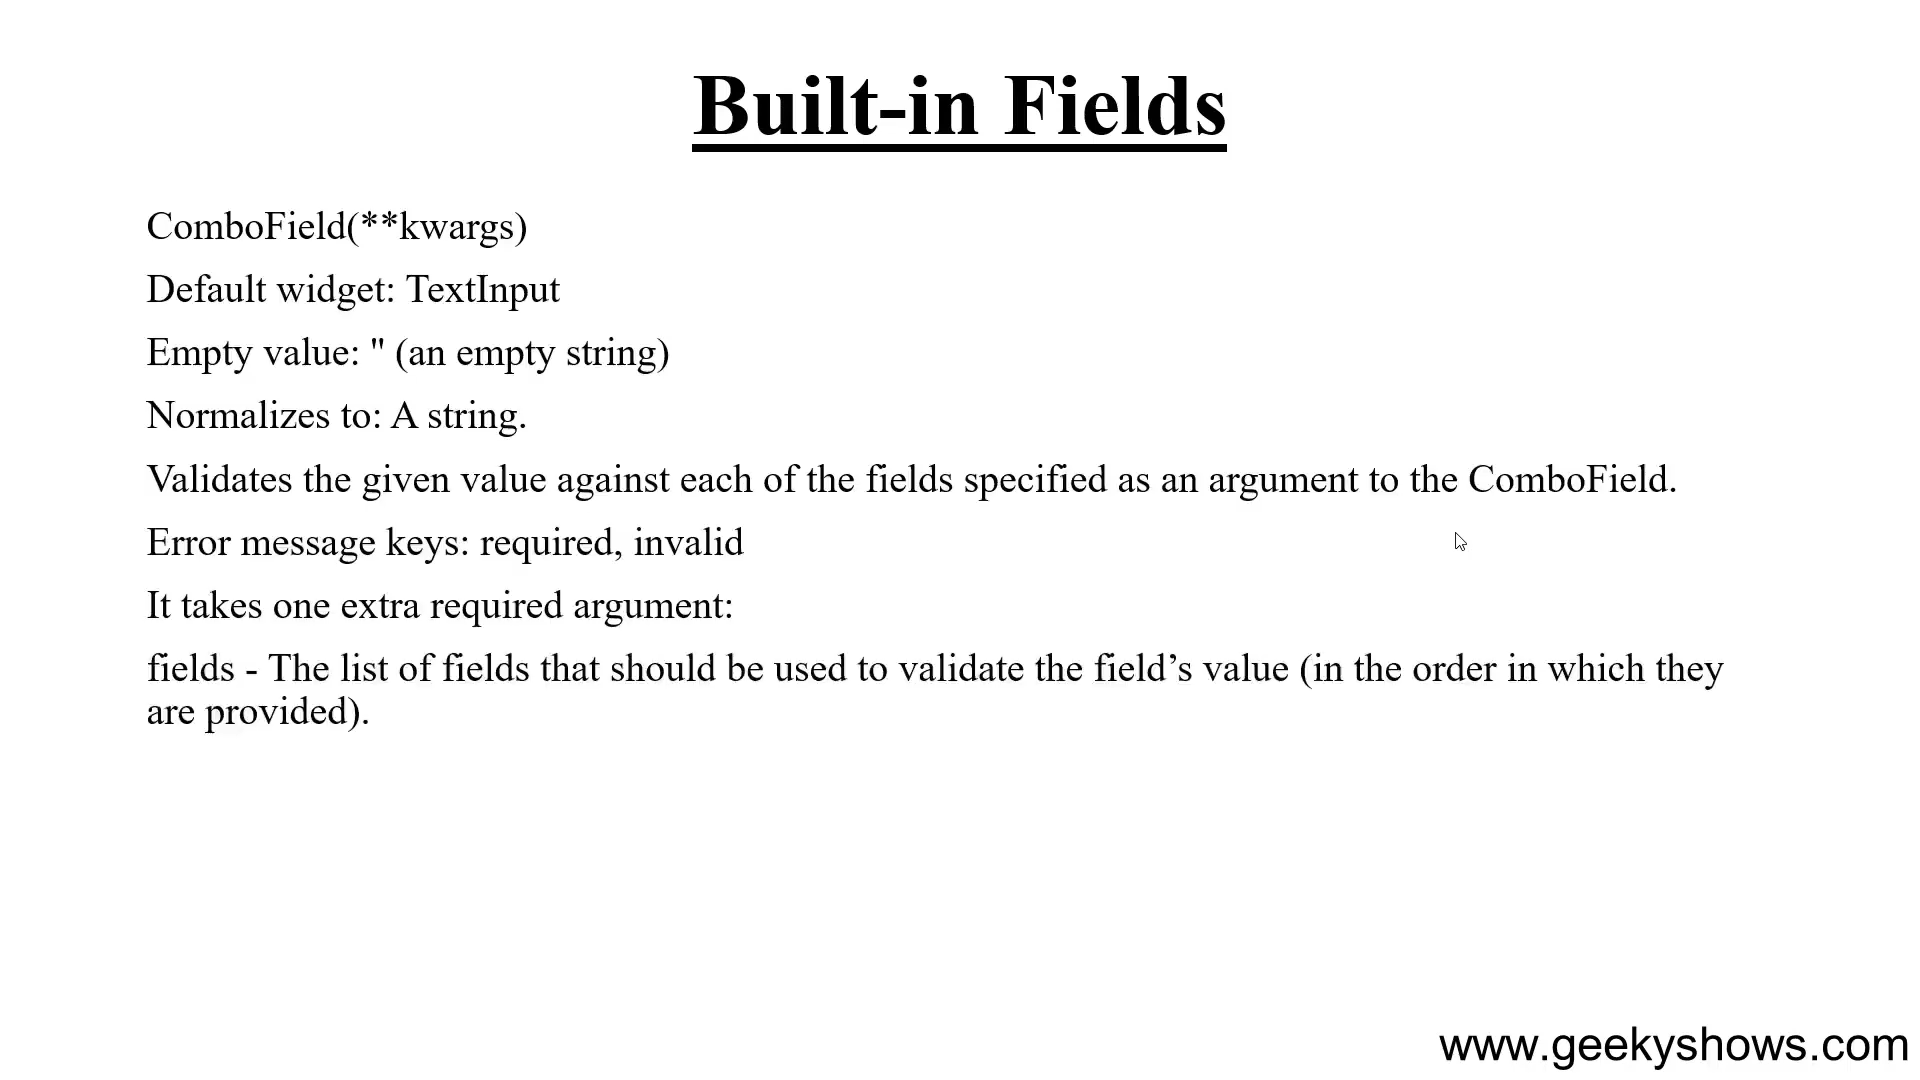 Built-in Fields
ComboField(**kwargs)
Default widget: TextInput
Empty value: '' (an empty string)
Normalizes to: A string.
Validates the given value against each of the fields specified as an argument to the ComboField.
Error message keys: required, invalid
It takes one extra required argument:
fields - The list of fields that should be used to validate the field’s value (in the order in which they
are provided).
www.geekyshows.com